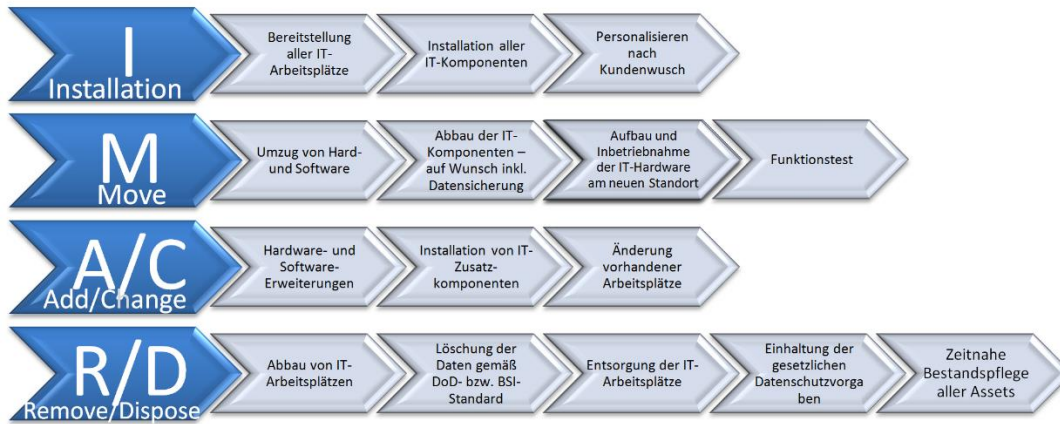 I
Installation
Bereitstellung
aller IT-
Arbeitsplätze
Installation aller
IT-Komponenten
Personalisieren
nach
Kundenwusch
M
Move
Umzug von Hard-
und Software
Abbau der IT-
Komponenten –
auf Wunsch inkl.
Datensicherung
Aufbau und
Inbetriebnahme
der IT-Hardware
am neuen Standort
Funktionstest
A/C
Add/Change
Hardware- und
Software-
Erweiterungen
Installation von IT-
Zusatz-
komponenten
Änderung
vorhandener
Arbeitsplätze
R/D
Remove/Dispose
Abbau von IT-
Arbeitsplätzen
Löschung der
Daten gemäß
DoD- bzw. BSI-
Standard
Entsorgung der IT-
Arbeitsplätze
Einhaltung der
gesetzlichen
Datenschutzvorga
ben
Zeitnahe
Bestandspflege
aller Assets